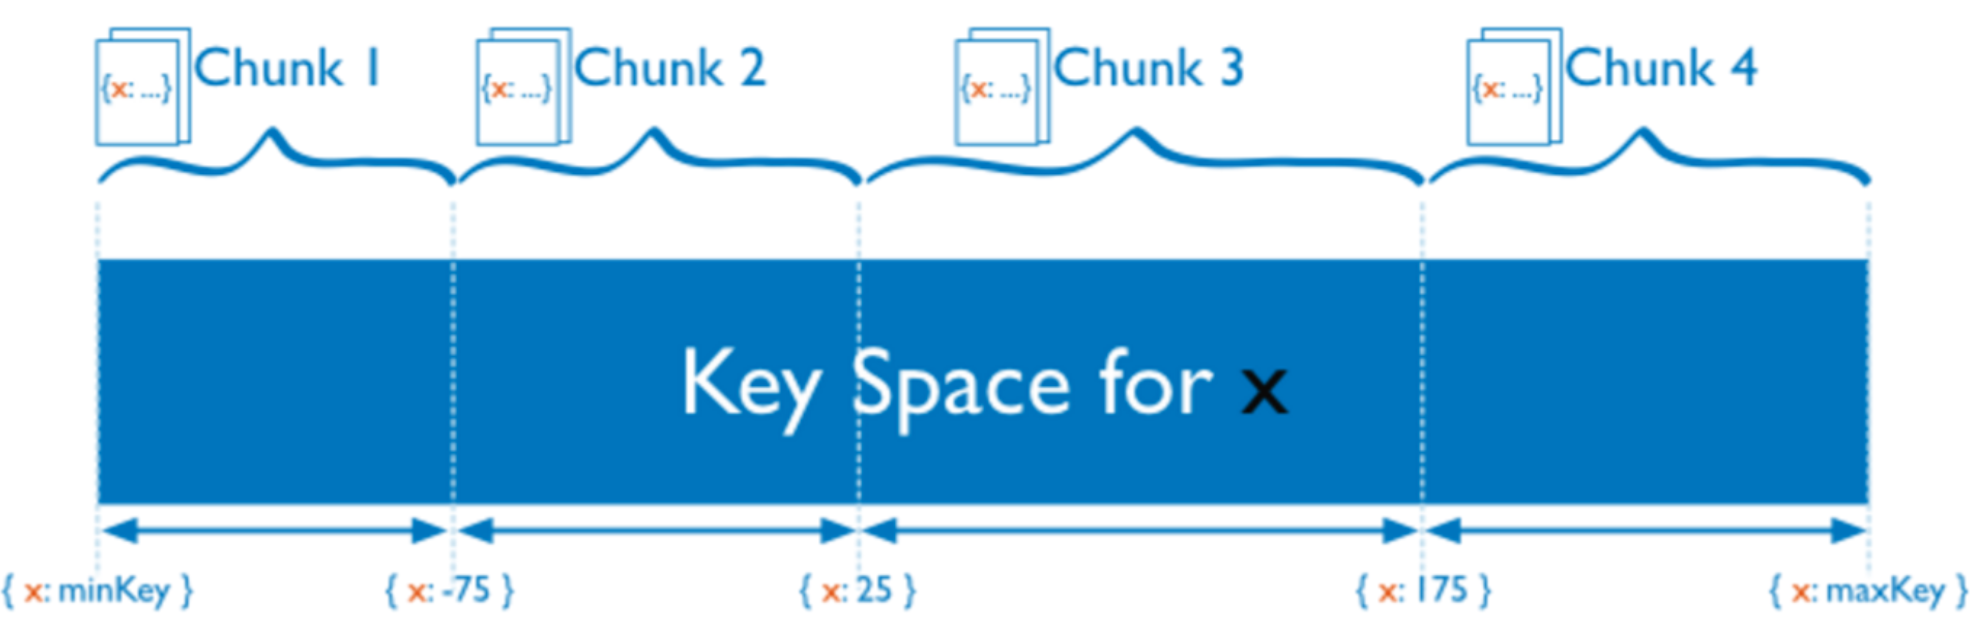 Chunk 1
Chunk 2
Chunk 3
Chunk 4
{x: ...}
{x: ...}
{x: ...}
{x: ...}
Key Space for x
{ x: minKey }
{ x: -75 }
{ x: 25 }
{ x: 175 }
{ x: maxKey }